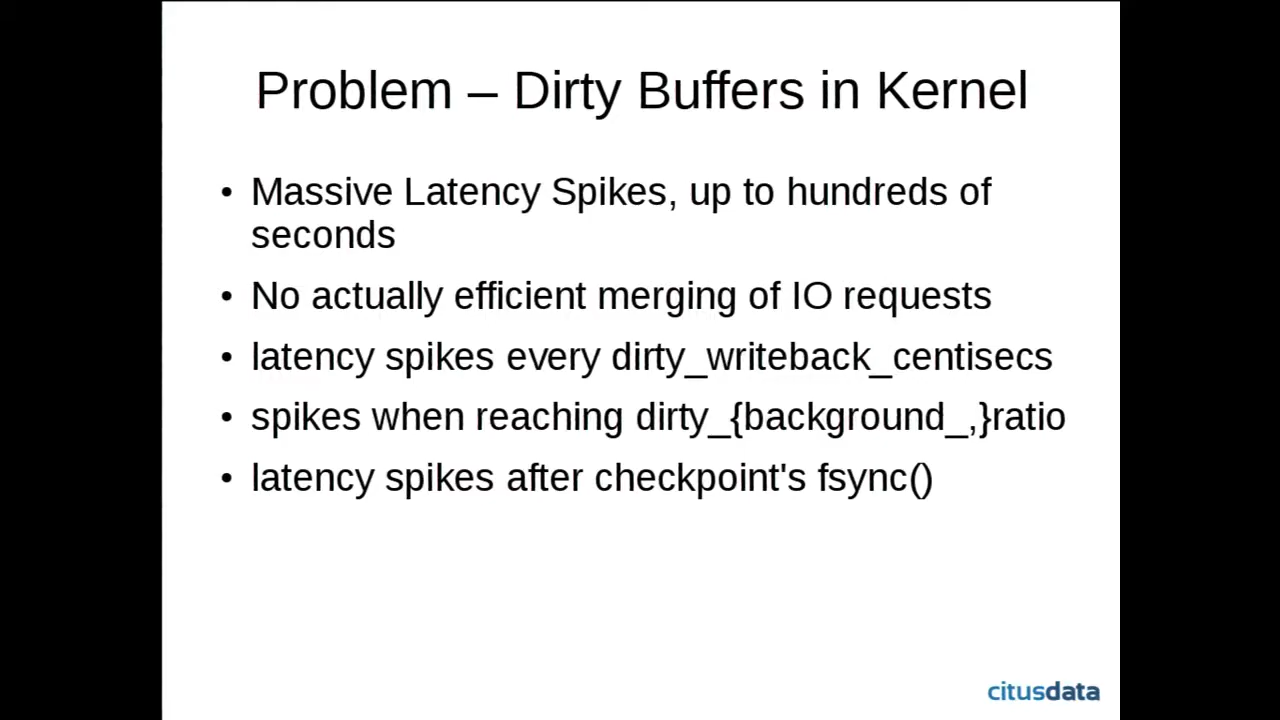 Problem – Dirty Buffers in Kernel
• Massive Latency Spikes, up to hundreds of
seconds
• No actually efficient merging of IO requests
• latency spikes every dirty_writeback_centisecs
• spikes when reaching dirty_{background_,}ratio
• latency spikes after checkpoint's fsync()
citusdata